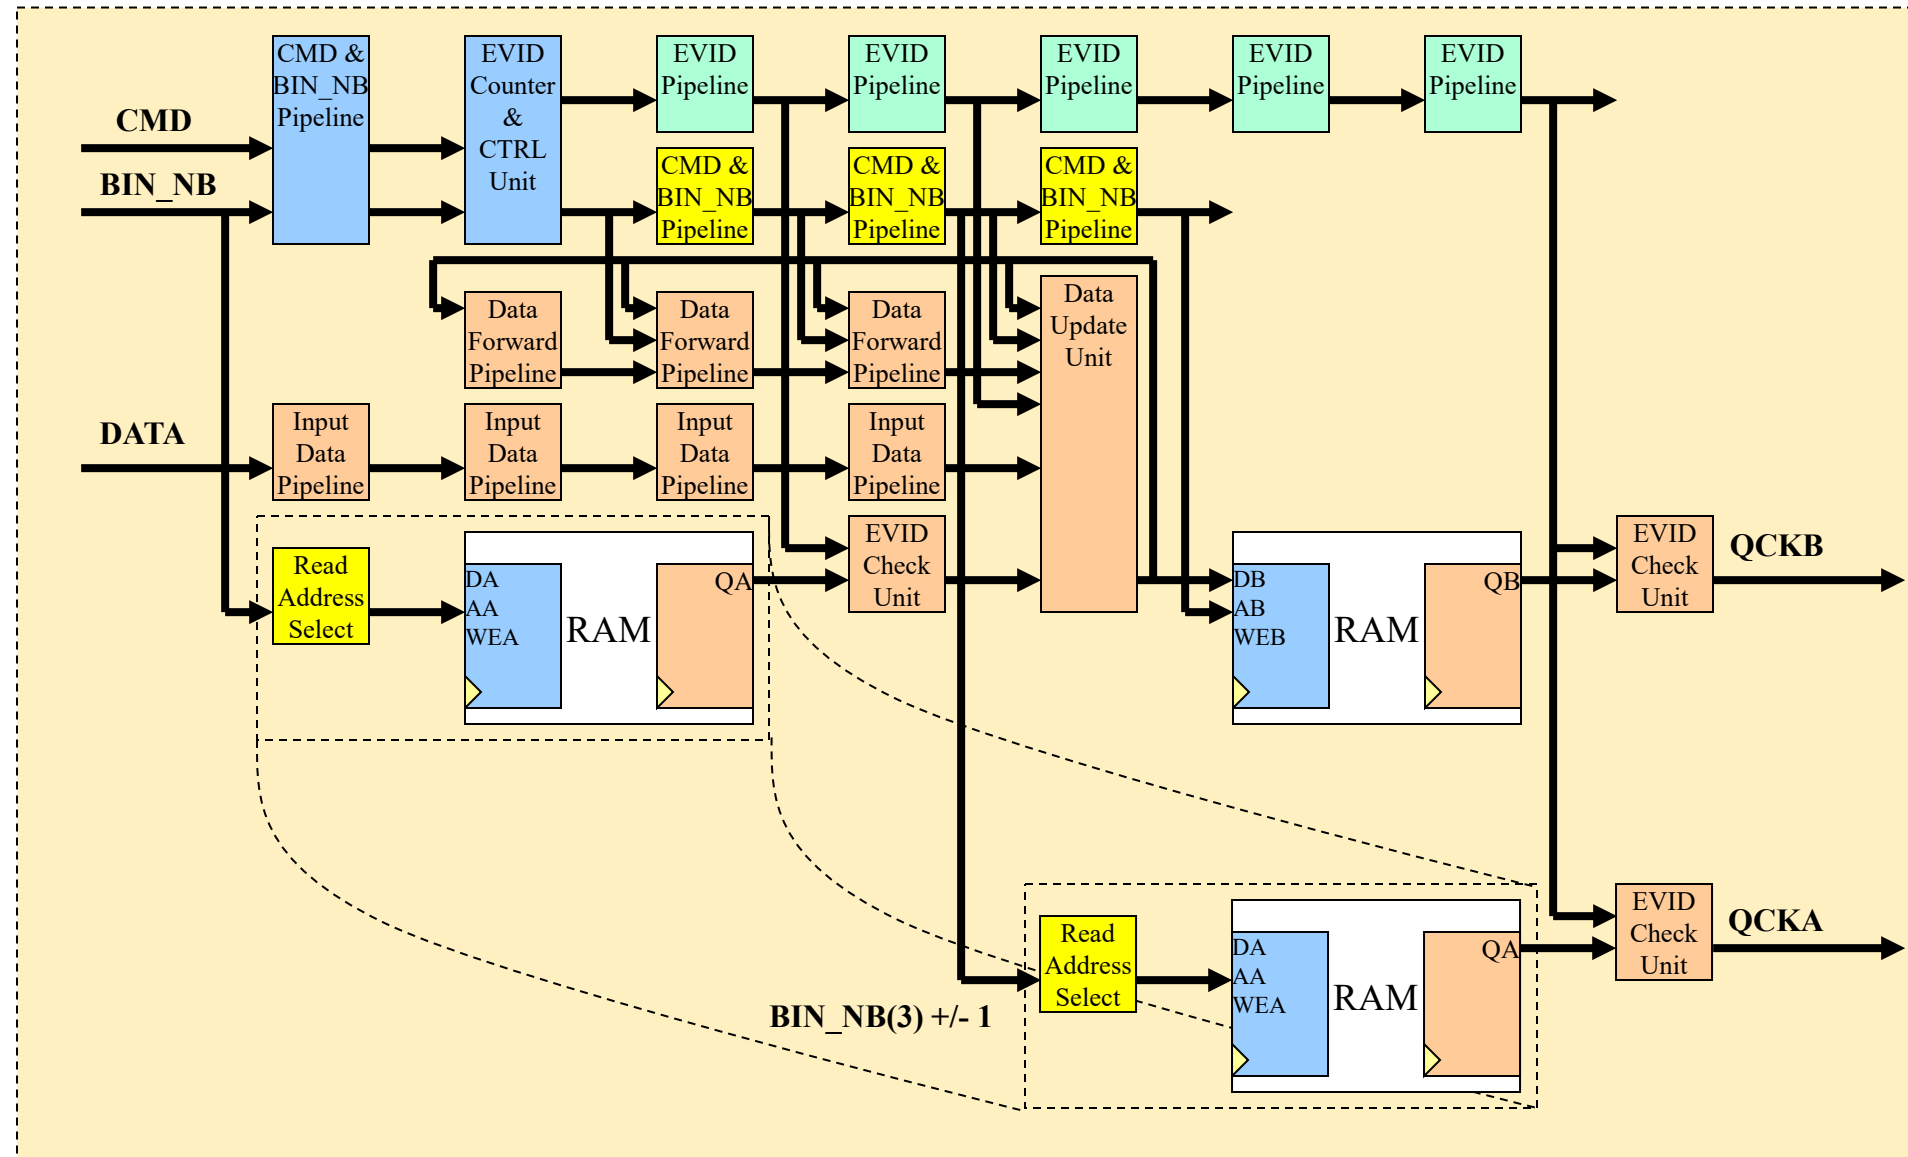 CMD &
BIN_NB
Pipeline
EVID
Counter
&
CTRL
Unit
EVID
Pipeline
EVID
Pipeline
EVID
Pipeline
EVID
Pipeline
EVID
Pipeline
CMD
BIN_NB
CMD &
BIN_NB
Pipeline
CMD &
BIN_NB
Pipeline
CMD &
BIN_NB
Pipeline
Data
Forward
Pipeline
Data
Forward
Pipeline
Data
Forward
Pipeline
Data
Update
Unit
DATA
Input
Data
Pipeline
Input
Data
Pipeline
Input
Data
Pipeline
Input
Data
Pipeline
Read
Address
Select
DA
AA
WEA
RAM
QA
EVID
Check
Unit
DB
AB
WEB
RAM
QB
EVID
Check
Unit
QCKB
Read
Address
Select
DA
AA
WEA
RAM
QA
EVID
Check
Unit
QCKA
BIN_NB(3) +/- 1